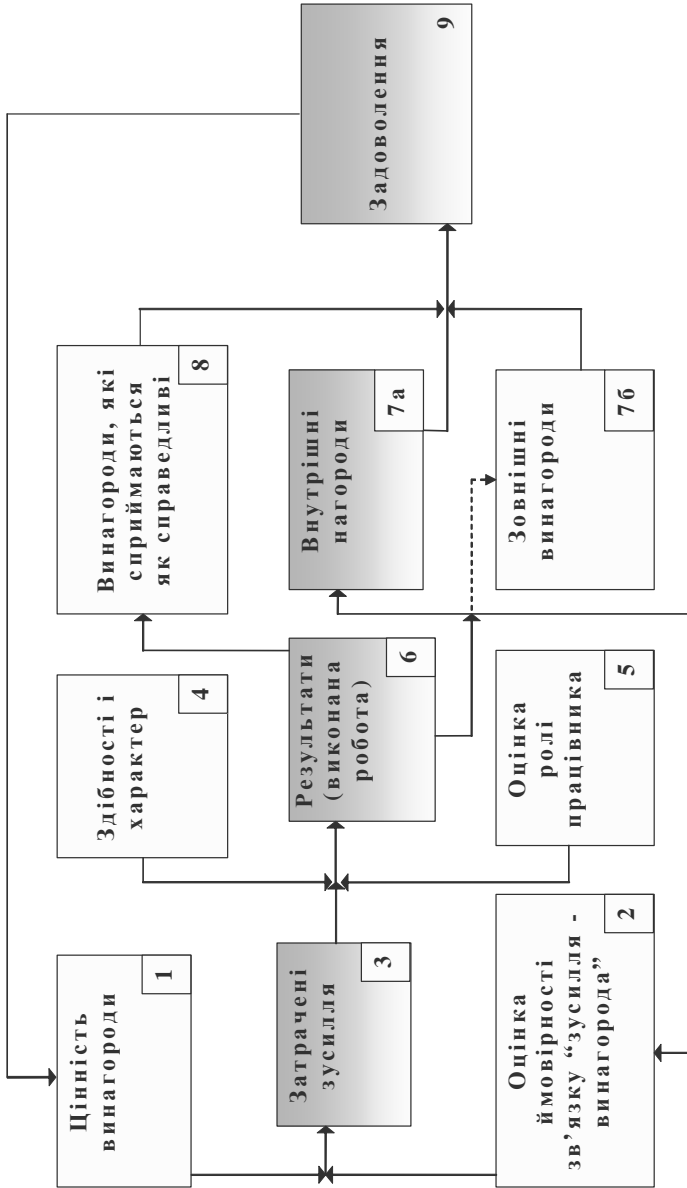 Цінність
винагороди
1
Оцінка
ймовірності
зв’язку “зусилля -
винагорода”
2
Затрачені
зусилля
3
Здібності і
характер
4
Оцінка
ролі
працівника
5
Результати
(виконана
робота)
6
Внутрішні
нагороди
7а
Зовнішні
винагороди
7б
Винагороди, які
сприймаються
як справедливі
8
Задоволення
9